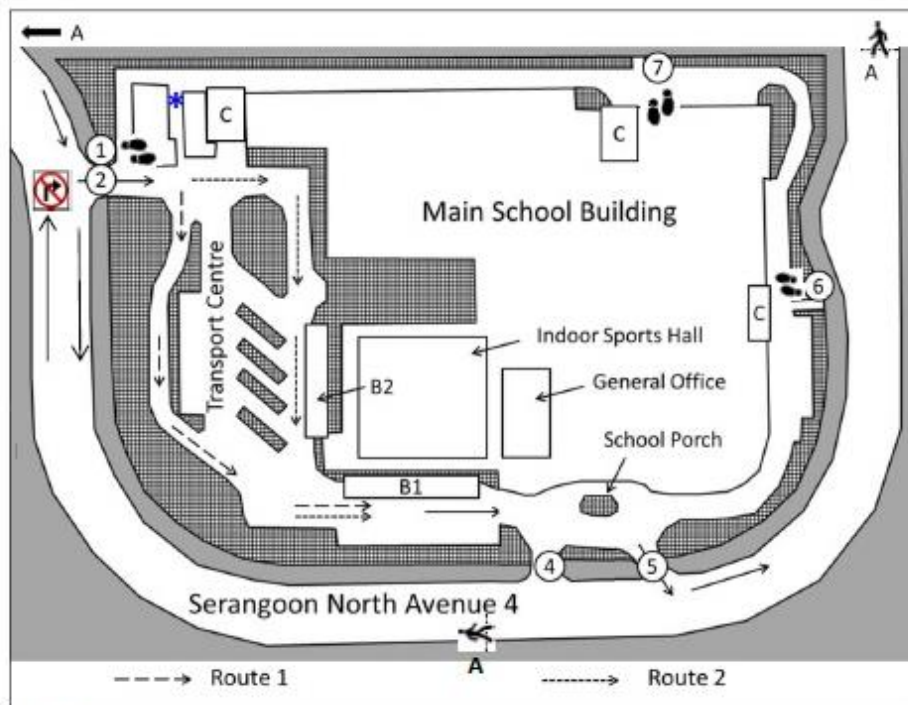 A
A
7
C
C
1
2
Main School Building
6
C
Transport Centre
Indoor Sports Hall
General Office
B2
School Porch
B1
4
5
Serangoon North Avenue 4
A
Route 1
Route 2